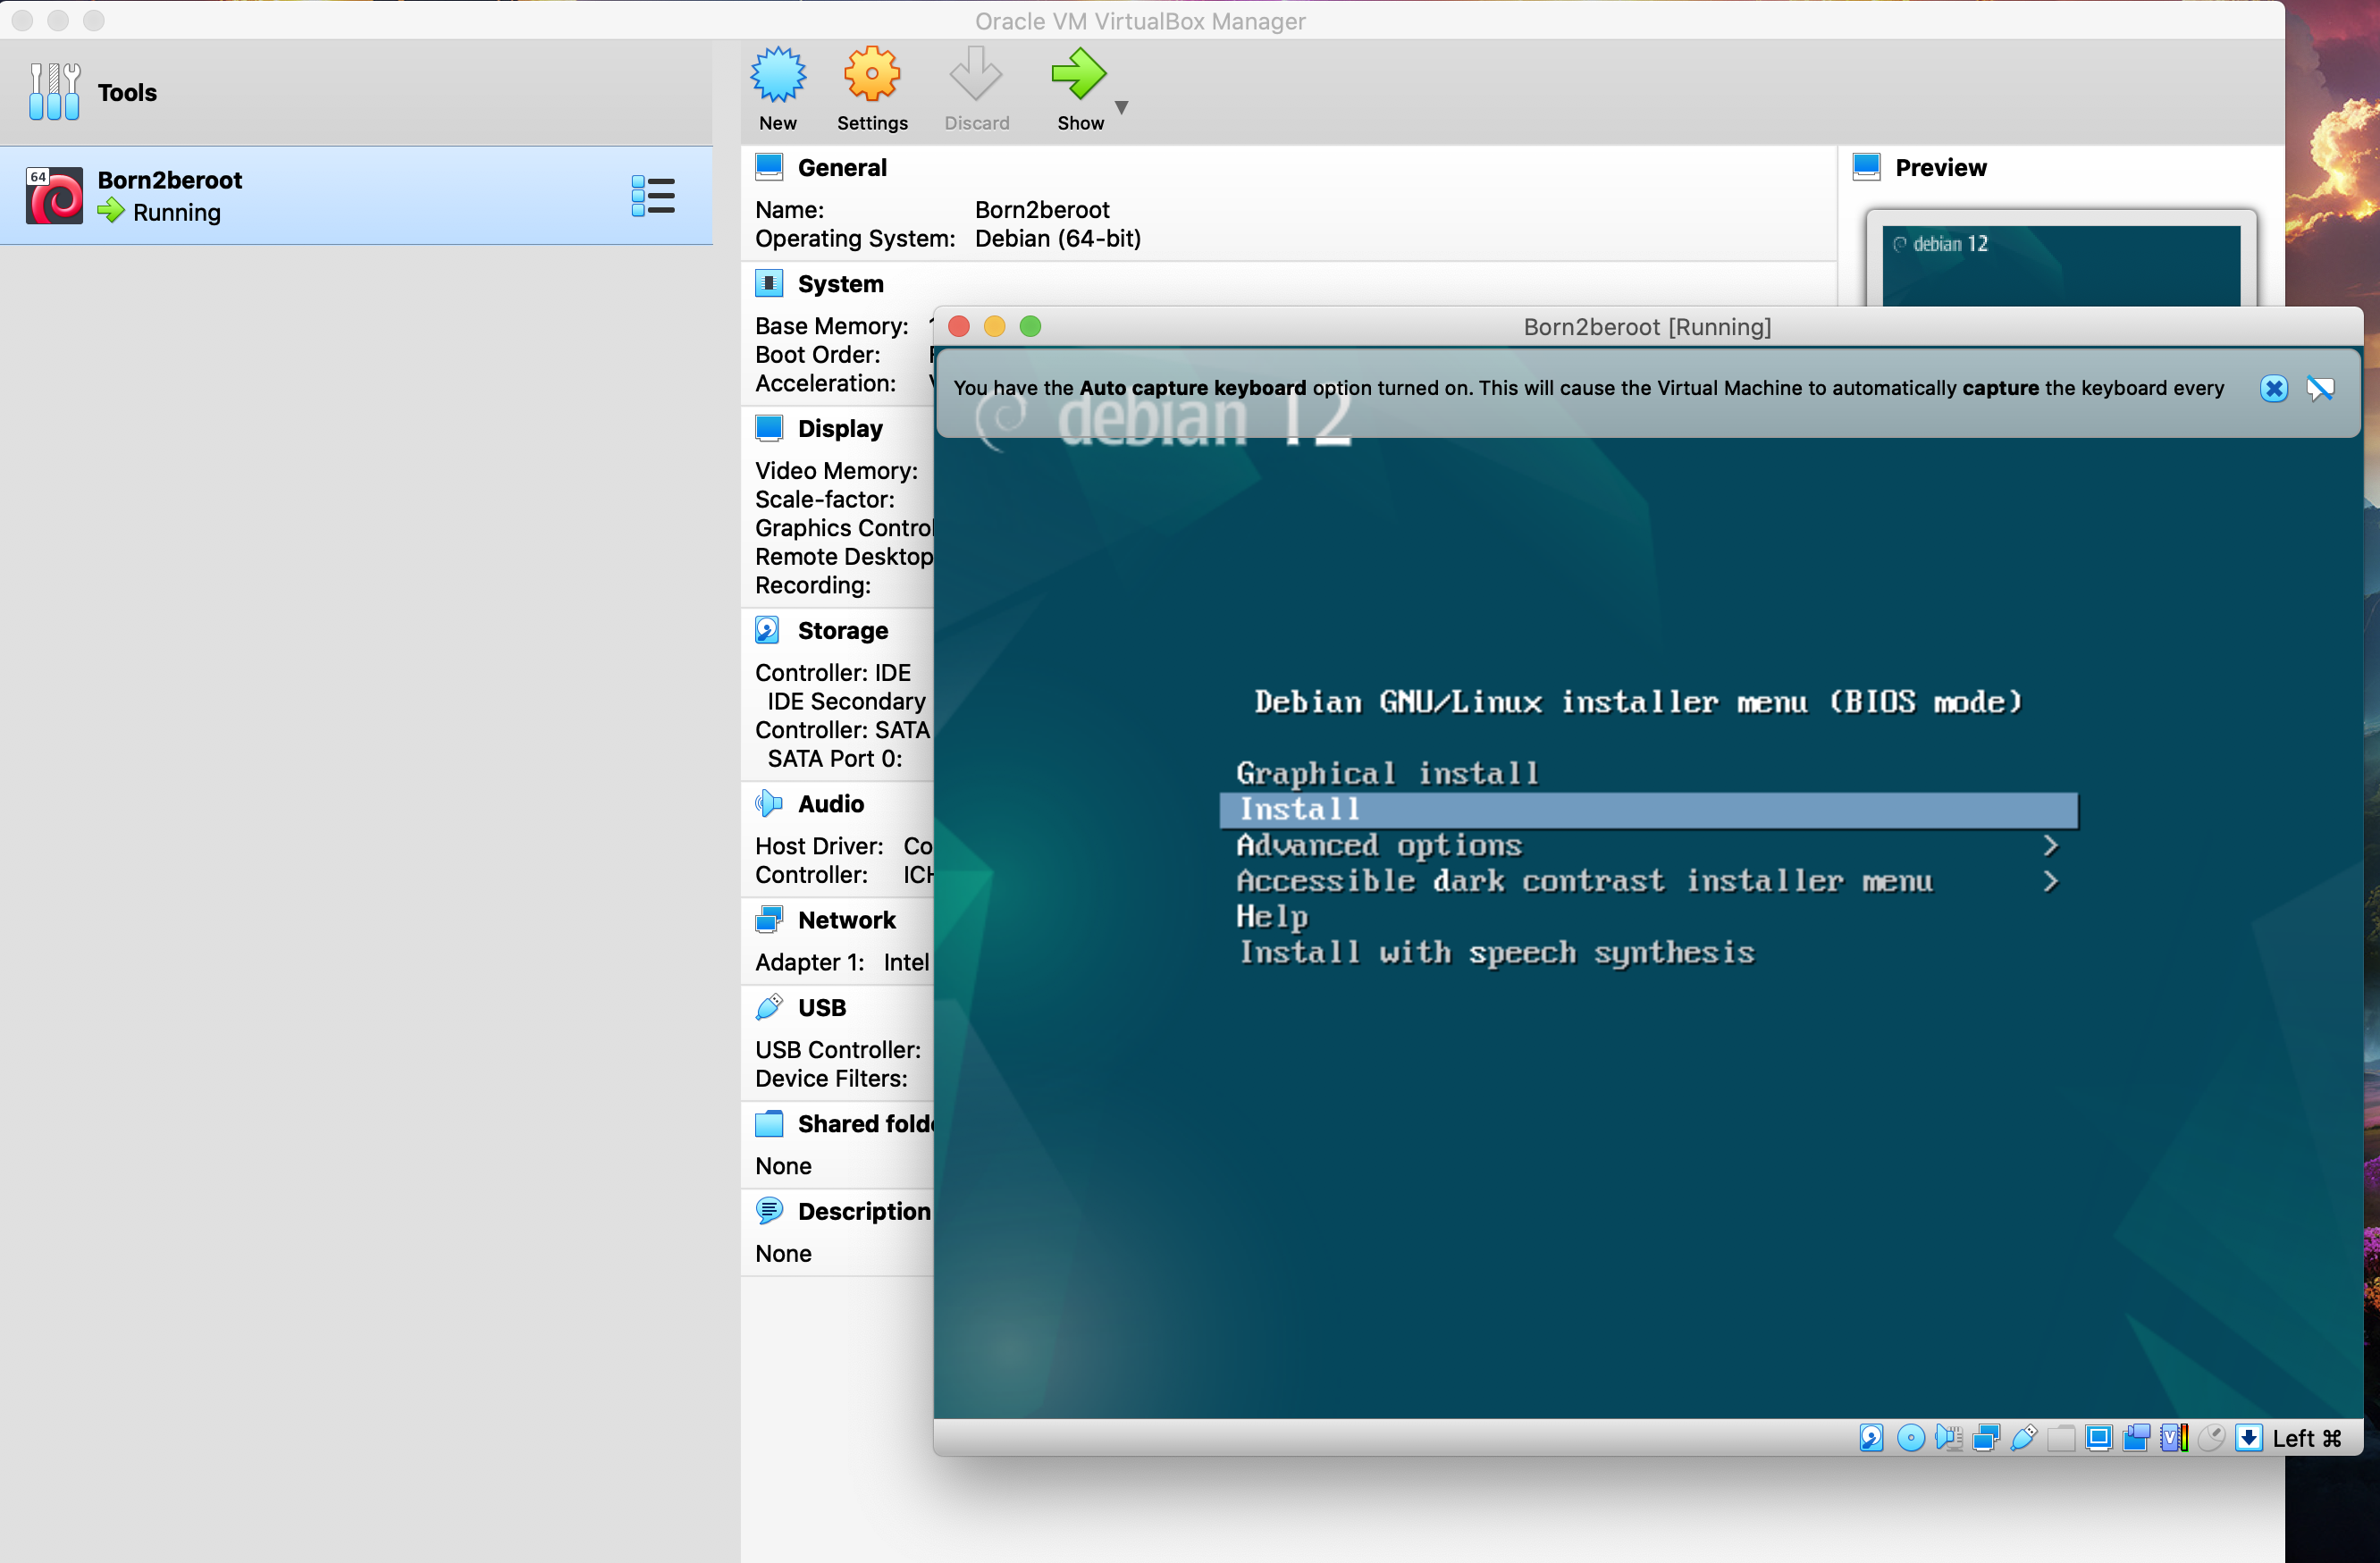 Oracle VM VirtualBox Manager
Tools
New
Settings
Discard
Show
64
Born2beroot
Running
General
Name: Born2beroot
Operating System: Debian (64-bit)
Preview
debian 12
System
Base Memory:
Boot Order:
Acceleration:
Display
Video Memory:
Scale-factor:
Graphics Control
Remote Desktop
Recording:
Storage
Controller: IDE
IDE Secondary
Controller: SATA
SATA Port 0:
Audio
Host Driver: Co
Controller: ICH
Network
Adapter 1: Intel
USB
USB Controller:
Device Filters:
Shared folde
None
Description
None
Born2beroot [Running]
You have the Auto capture keyboard option turned on. This will cause the Virtual Machine to automatically capture the keyboard every
debian 12
Debian GNU/Linux installer menu (BIOS mode)
Graphical install
Install
Advanced options >
Accessible dark contrast installer menu >
Help
Install with speech synthesis
Left ⌘